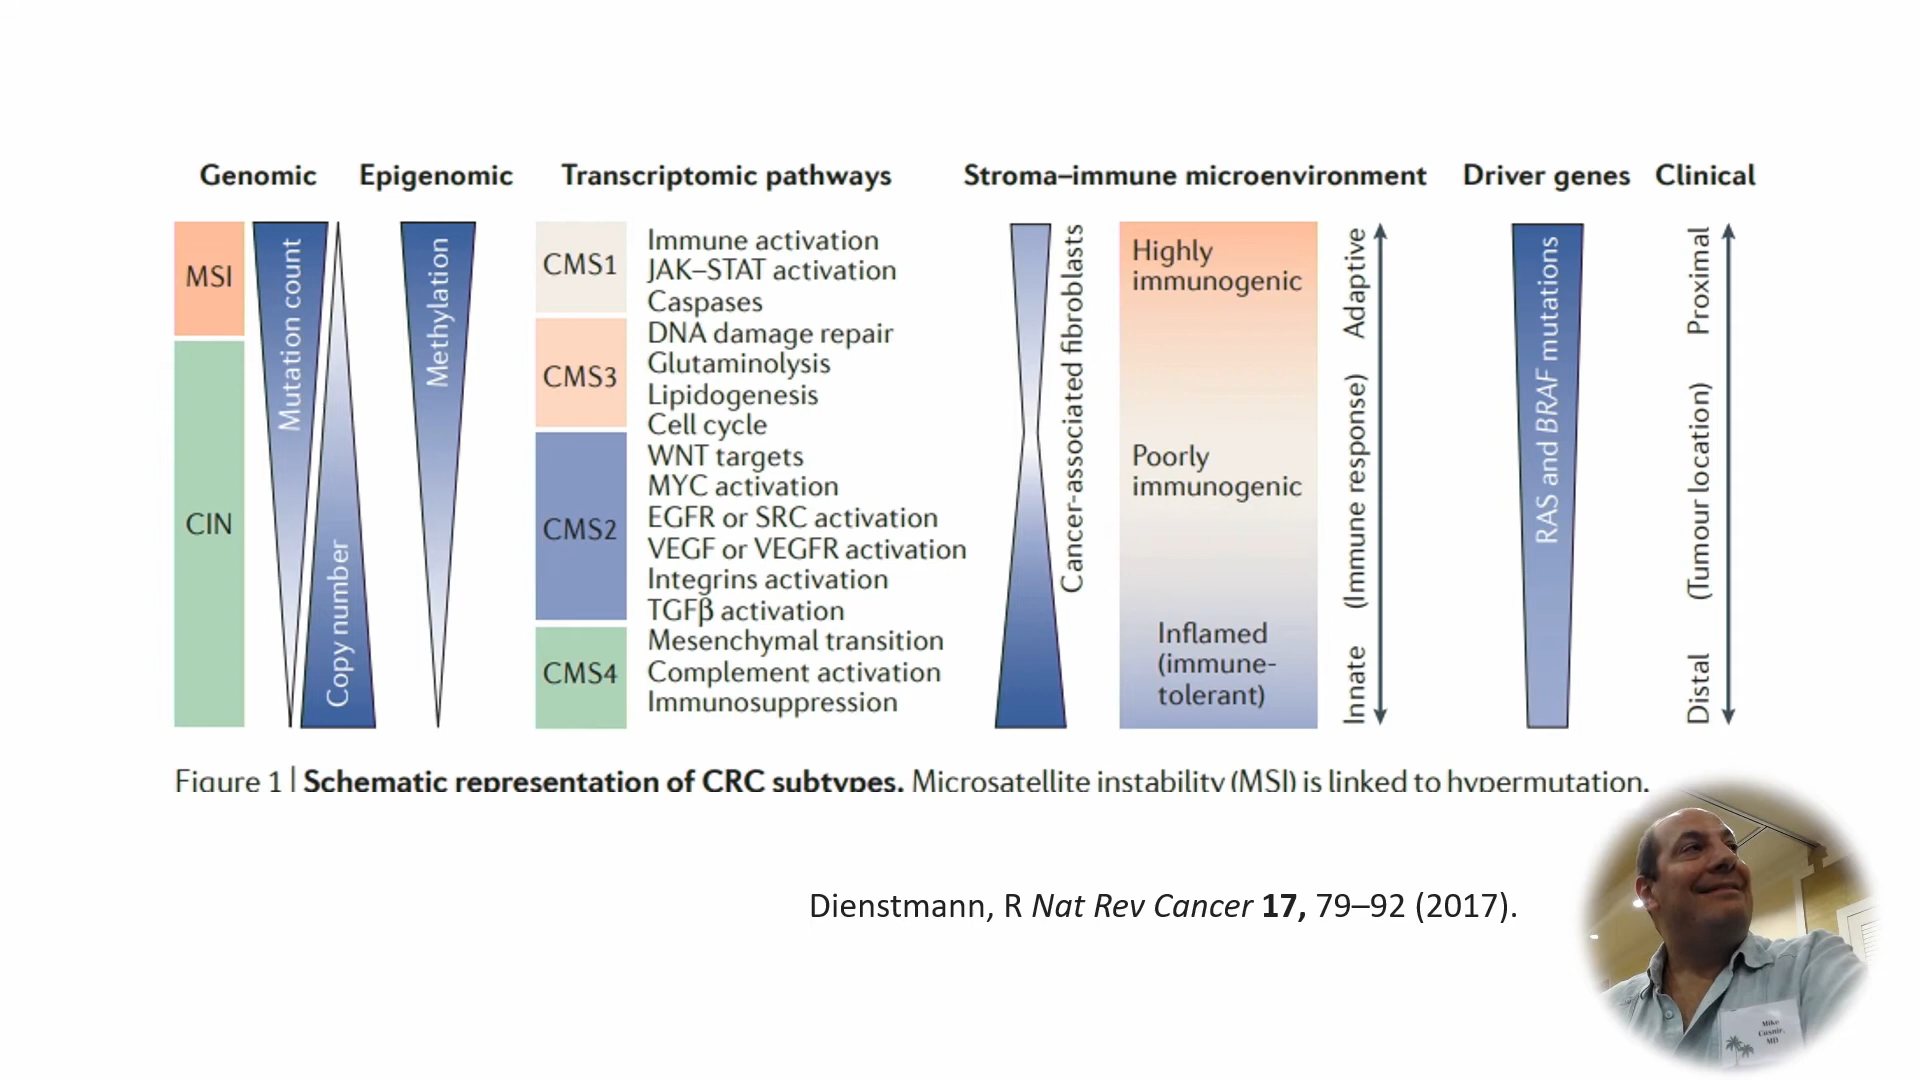 Genomic
Epigenomic
Transcriptomic pathways
Stroma–immune microenvironment
Driver genes
Clinical
MSI
CIN
Mutation count
Copy number
Methylation
CMS1
CMS3
CMS2
CMS4
Immune activation
JAK–STAT activation
Caspases
DNA damage repair
Glutaminolysis
Lipidogenesis
Cell cycle
WNT targets
MYC activation
EGFR or SRC activation
VEGF or VEGFR activation
Integrins activation
TGFβ activation
Mesenchymal transition
Complement activation
Immunosuppression
Cancer-associated fibroblasts
Highly
immunogenic
Poorly
immunogenic
Inflamed
(immune-
tolerant)
Adaptive
(Immune response)
Innate
RAS and BRAF mutations
Proximal
(Tumour location)
Distal
Figure 1 | Schematic representation of CRC subtypes. Microsatellite instability (MSI) is linked to hypermutation,
Dienstmann, R Nat Rev Cancer 17, 79–92 (2017).
Mike
Cusnir,
MD